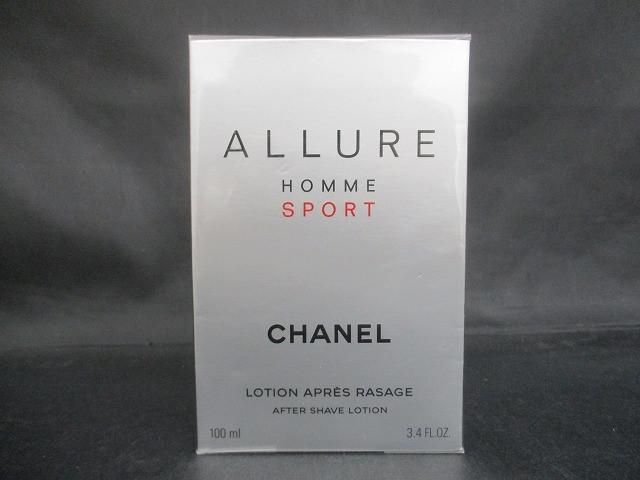 ALLURE
HOMME
SPORT
CHANEL
LOTION APRÈS RASAGE
AFTER SHAVE LOTION
100 ml 3.4 FL.OZ.